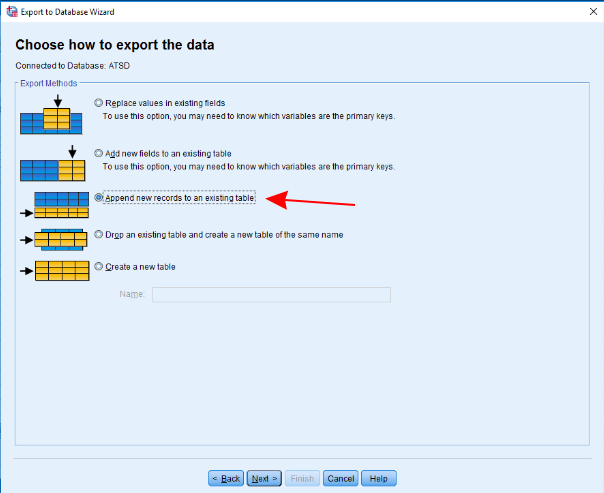 Export to Database Wizard
Choose how to export the data
Connected to Database: ATSD
Export Methods
Replace values in existing fields
To use this option, you may need to know which variables are the primary keys.
Add new fields to an existing table
To use this option, you may need to know which variables are the primary keys.
Append new records to an existing table
Drop an existing table and create a new table of the same name
Create a new table
Name:
< Back Next > Finish Cancel Help